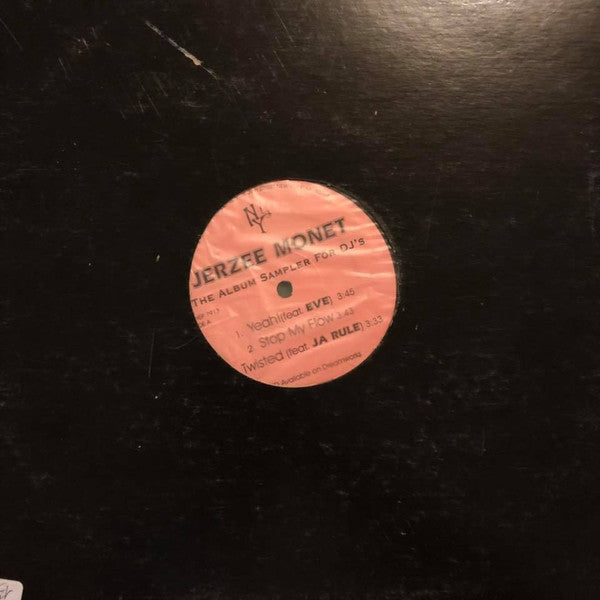 NY
JERZEE MONET
THE ALBUM SAMPLER FOR DJ'S
1. Yeah!(feat EVE) 3:45
2. Stop My Flow 3:43
Twisted (feat. JA RULE) 3:33
Available on Dreamworks